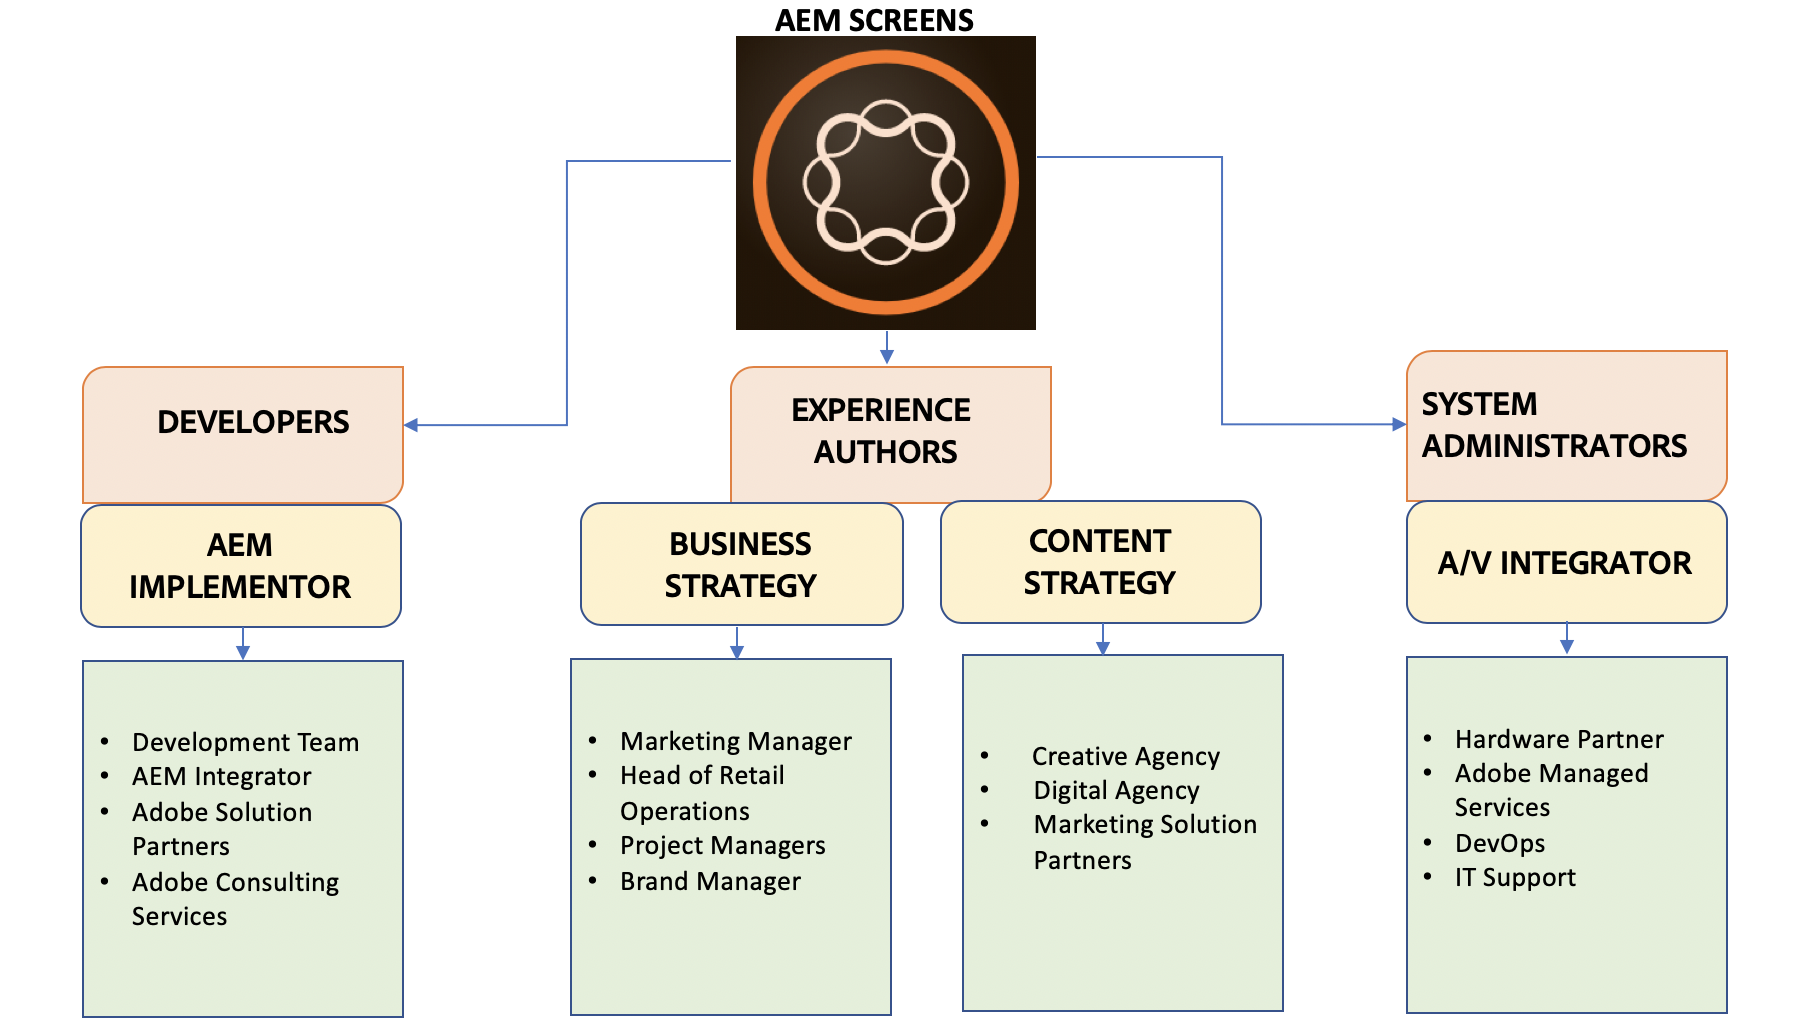 AEM SCREENS
DEVELOPERS
EXPERIENCE
AUTHORS
SYSTEM
ADMINISTRATORS
AEM
IMPLEMENTOR
BUSINESS
STRATEGY
CONTENT
STRATEGY
A/V INTEGRATOR
• Development Team
• AEM Integrator
• Adobe Solution
Partners
• Adobe Consulting
Services
• Marketing Manager
• Head of Retail
Operations
• Project Managers
• Brand Manager
• Creative Agency
• Digital Agency
• Marketing Solution
Partners
• Hardware Partner
• Adobe Managed
Services
• DevOps
• IT Support